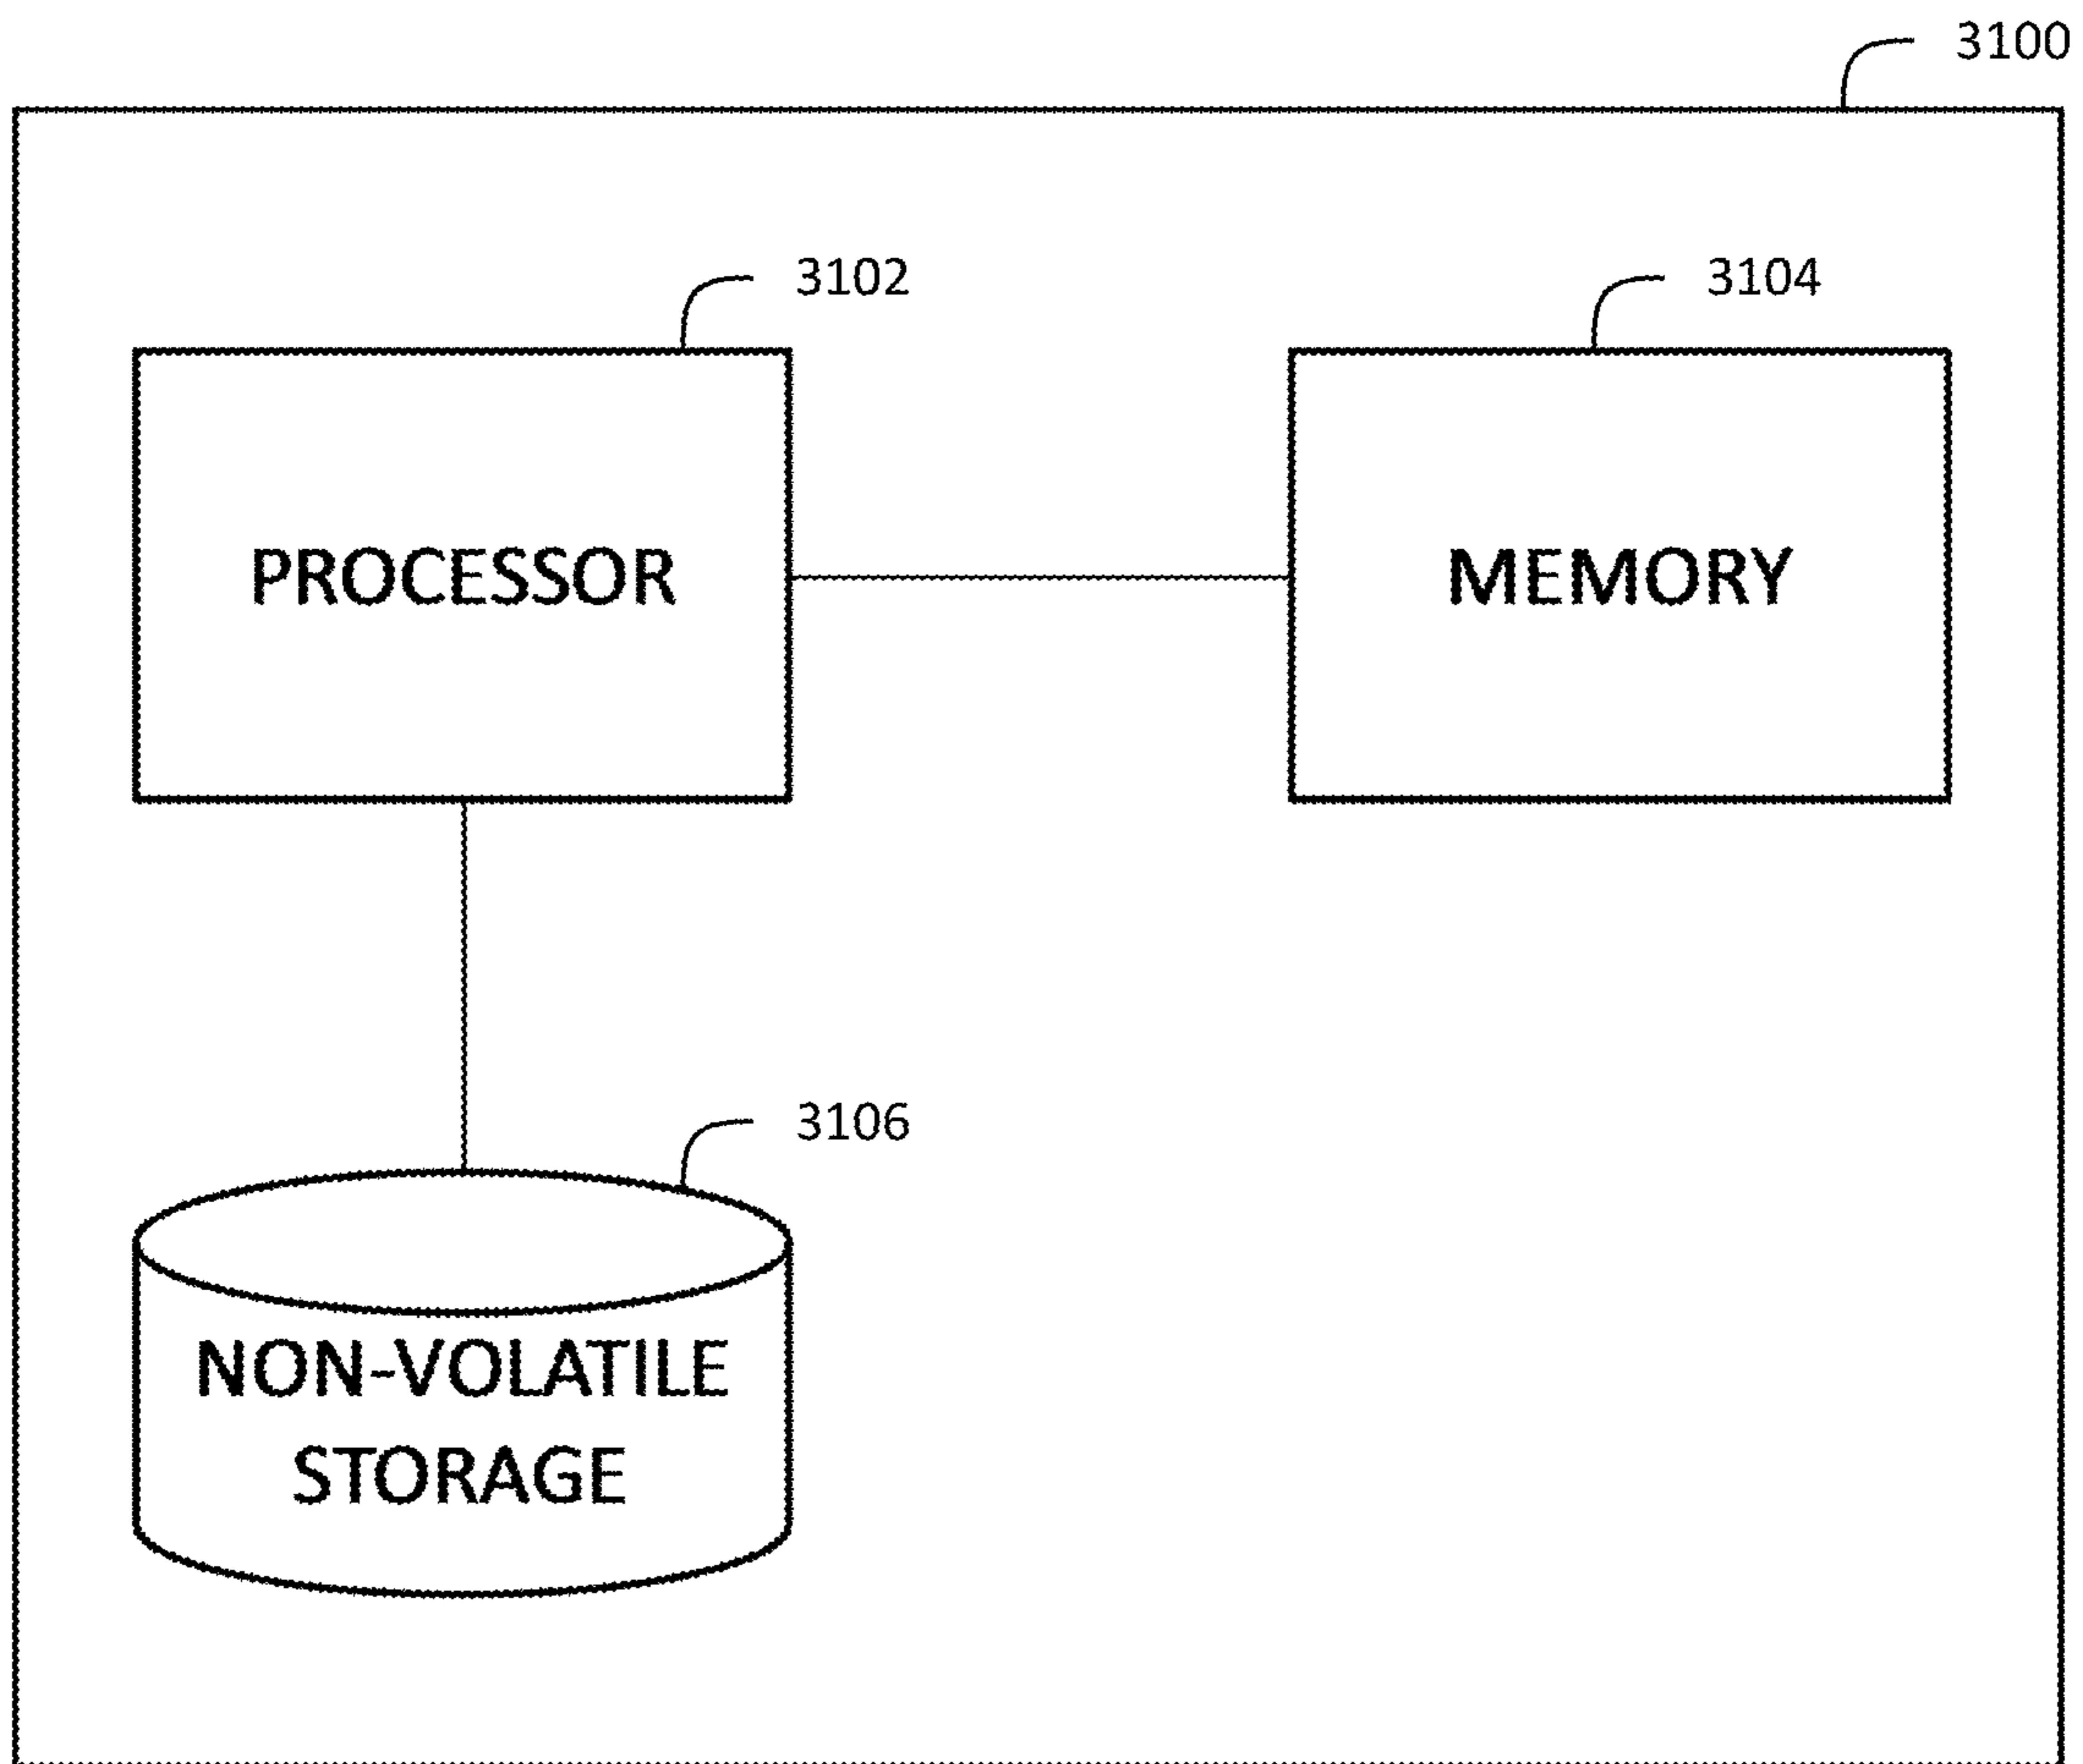 3100
3102
3104
PROCESSOR
MEMORY
3106
NON-VOLATILE
STORAGE